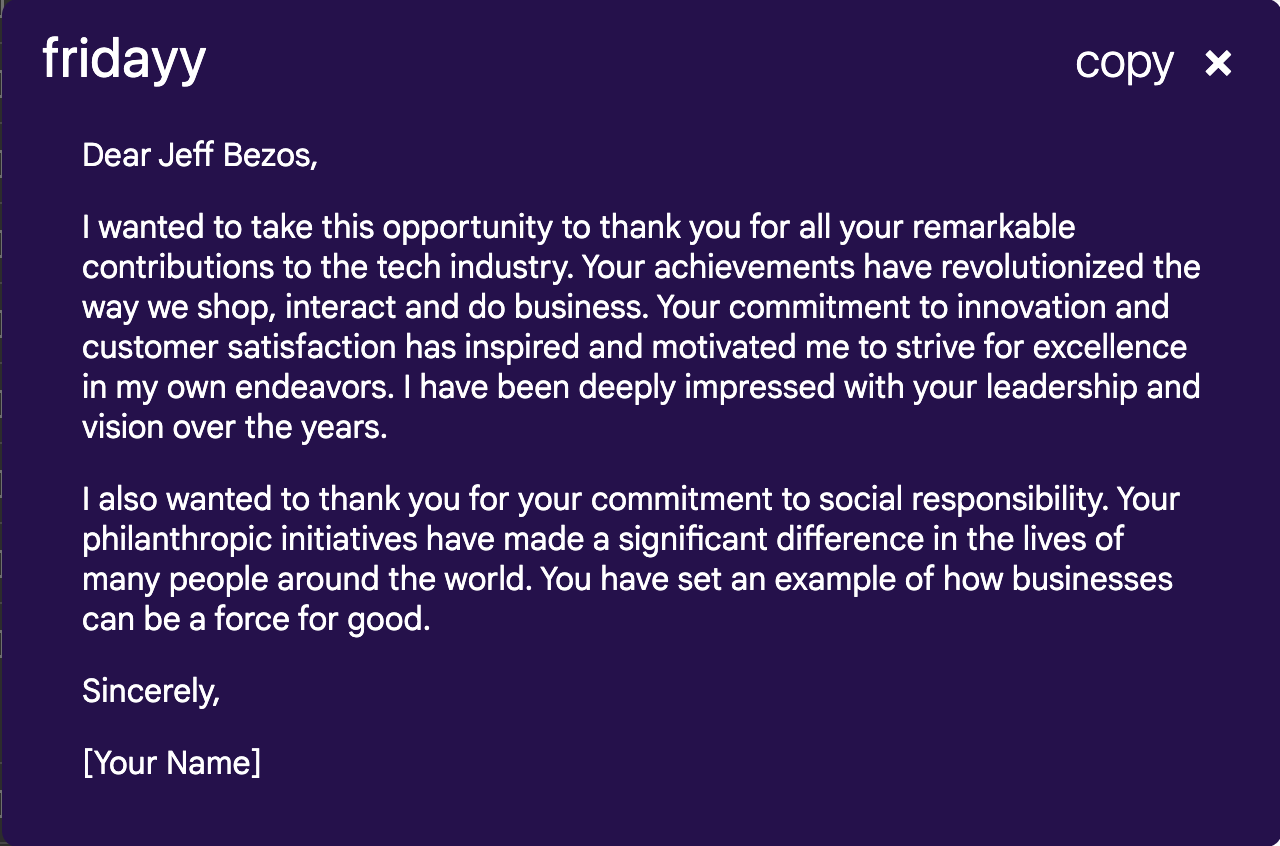 fridayy
copy ×
Dear Jeff Bezos,
I wanted to take this opportunity to thank you for all your remarkable
contributions to the tech industry. Your achievements have revolutionized the
way we shop, interact and do business. Your commitment to innovation and
customer satisfaction has inspired and motivated me to strive for excellence
in my own endeavors. I have been deeply impressed with your leadership and
vision over the years.
I also wanted to thank you for your commitment to social responsibility. Your
philanthropic initiatives have made a significant difference in the lives of
many people around the world. You have set an example of how businesses
can be a force for good.
Sincerely,
[Your Name]